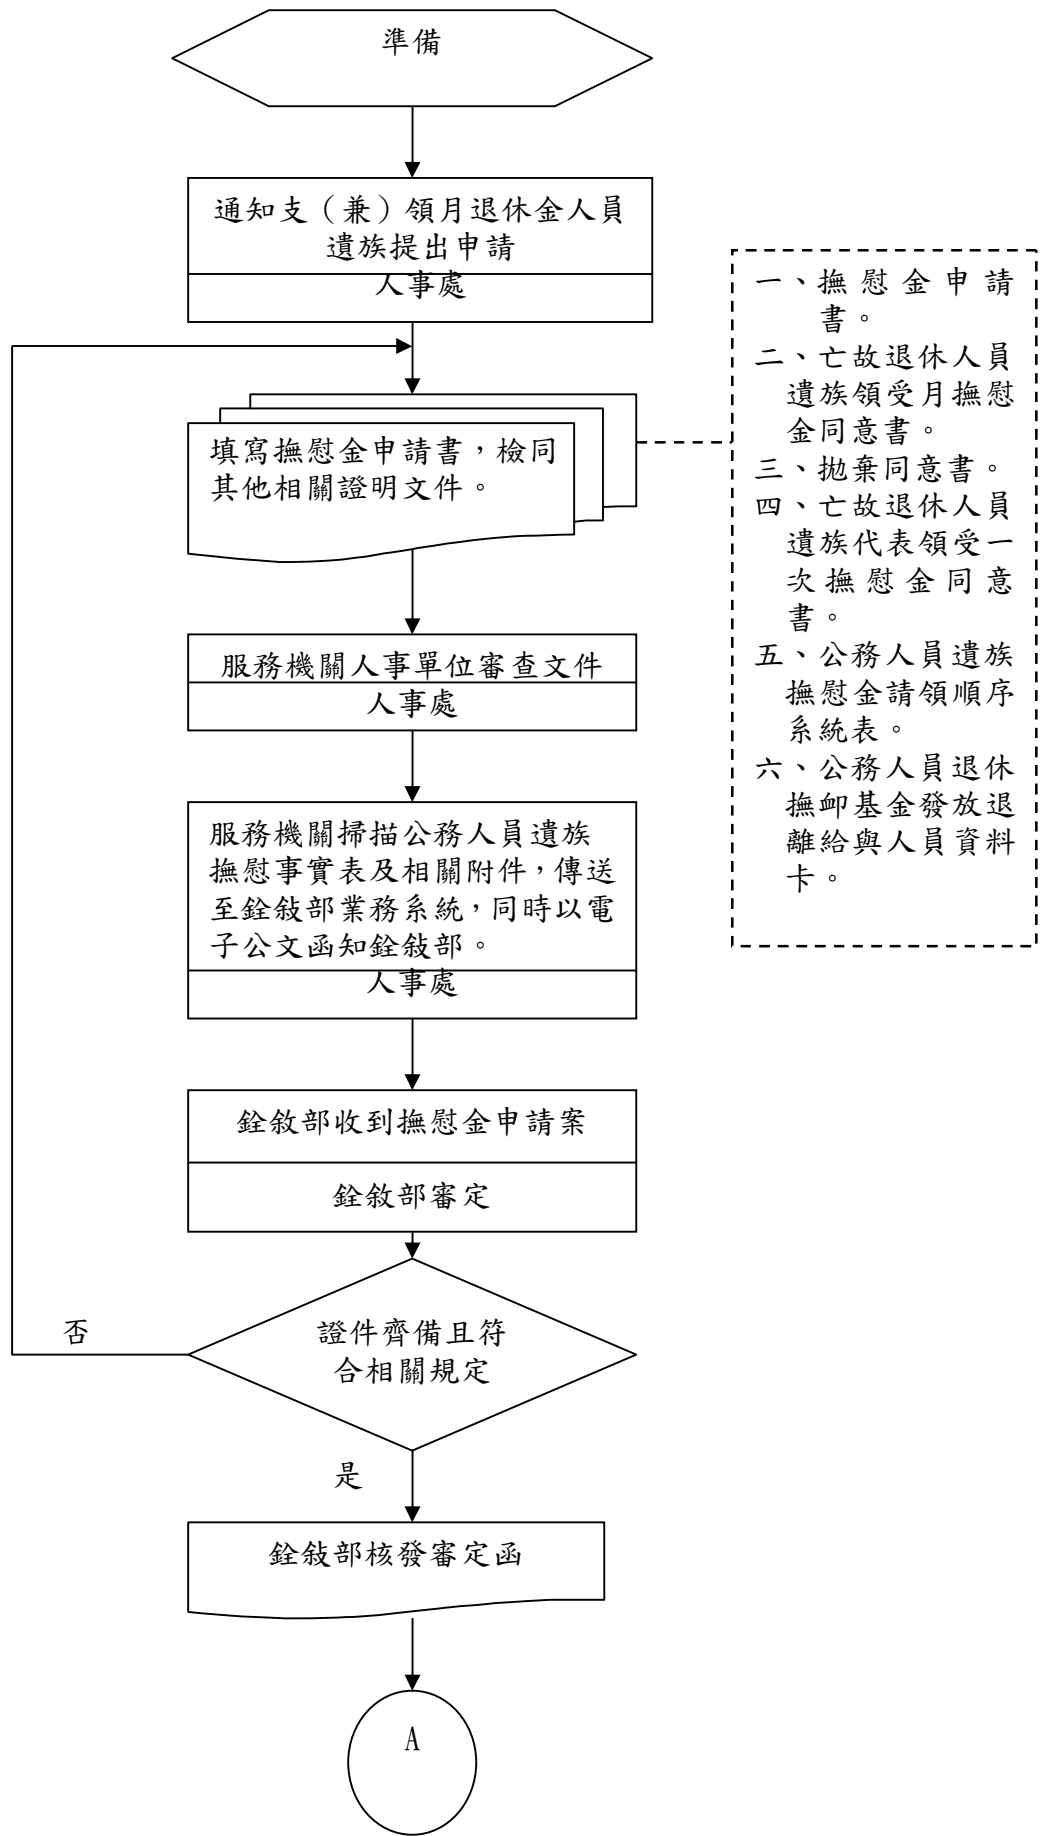 準備
通知支（兼）領月退休金人員
遺族提出申請
人事處
填寫撫慰金申請書，檢同
其他相關證明文件。
一、撫慰金申請
書。
二、亡故退休人員
遺族領受月撫慰
金同意書。
三、拋棄同意書。
四、亡故退休人員
遺族代表領受一
次撫慰金同意
書。
五、公務人員遺族
撫慰金請領順序
系統表。
六、公務人員退休
撫卹基金發放退
離給與人員資料
卡。
服務機關人事單位審查文件
人事處
服務機關掃描公務人員遺族
撫慰事實表及相關附件，傳送
至銓敍部業務系統，同時以電
子公文函知銓敍部。
人事處
銓敘部收到撫慰金申請案
銓敘部審定
證件齊備且符
合相關規定
否
是
銓敍部核發審定函
A